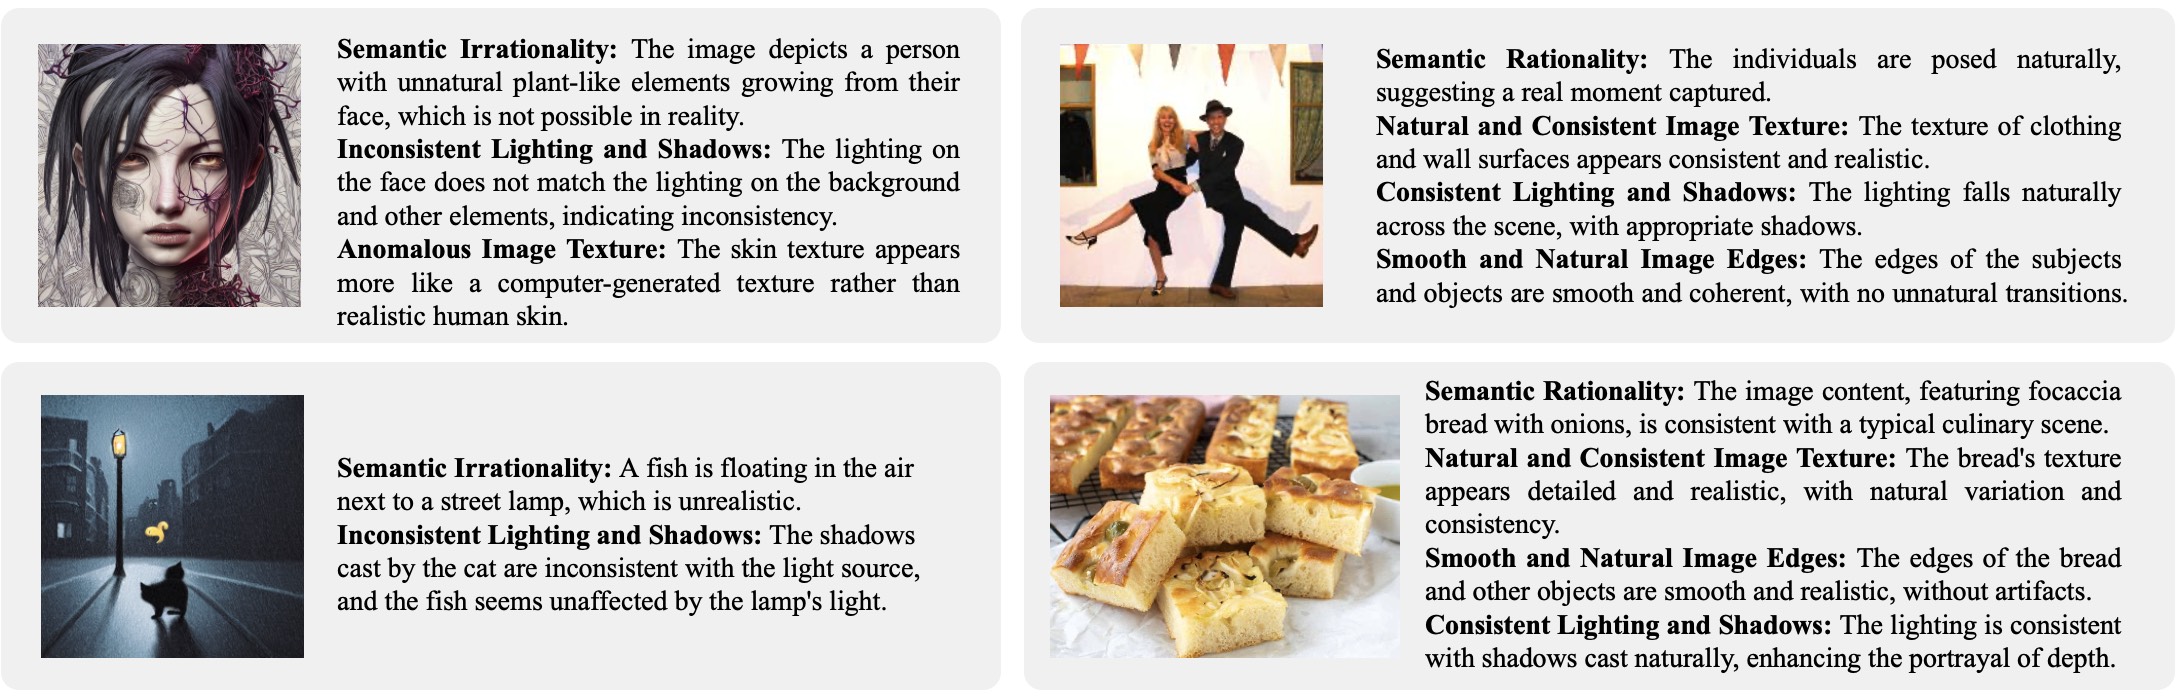 Semantic Irrationality: The image depicts a person
with unnatural plant-like elements growing from their
face, which is not possible in reality.
Inconsistent Lighting and Shadows: The lighting on
the face does not match the lighting on the background
and other elements, indicating inconsistency.
Anomalous Image Texture: The skin texture appears
more like a computer-generated texture rather than
realistic human skin.
Semantic Rationality: The individuals are posed naturally,
suggesting a real moment captured.
Natural and Consistent Image Texture: The texture of clothing
and wall surfaces appears consistent and realistic.
Consistent Lighting and Shadows: The lighting falls naturally
across the scene, with appropriate shadows.
Smooth and Natural Image Edges: The edges of the subjects
and objects are smooth and coherent, with no unnatural transitions.
Semantic Irrationality: A fish is floating in the air
next to a street lamp, which is unrealistic.
Inconsistent Lighting and Shadows: The shadows
cast by the cat are inconsistent with the light source,
and the fish seems unaffected by the lamp's light.
Semantic Rationality: The image content, featuring focaccia
bread with onions, is consistent with a typical culinary scene.
Natural and Consistent Image Texture: The bread's texture
appears detailed and realistic, with natural variation and
consistency.
Smooth and Natural Image Edges: The edges of the bread
and other objects are smooth and realistic, without artifacts.
Consistent Lighting and Shadows: The lighting is consistent
with shadows cast naturally, enhancing the portrayal of depth.